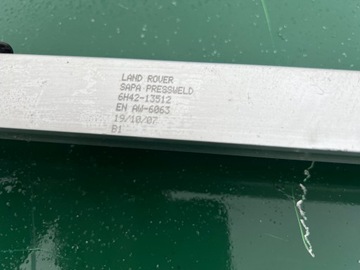 LAND ROVER
SAPA PRESSWELD
6H42-13512
EN AW-6063
19/10/07
B1